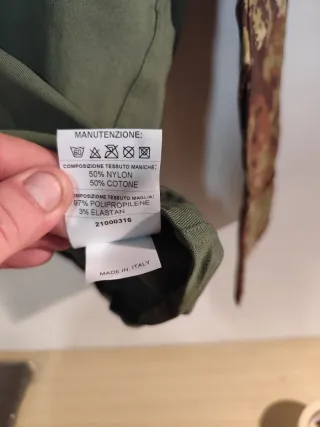 MANUTENZIONE:
COMPOSIZIONE TESSUTO MANICHE:
50% NYLON
50% COTONE
COMPOSIZIONE TESSUTO MAGLIA:
97% POLIPROPILENE
3% ELASTAN
21000316
MADE IN ITALY